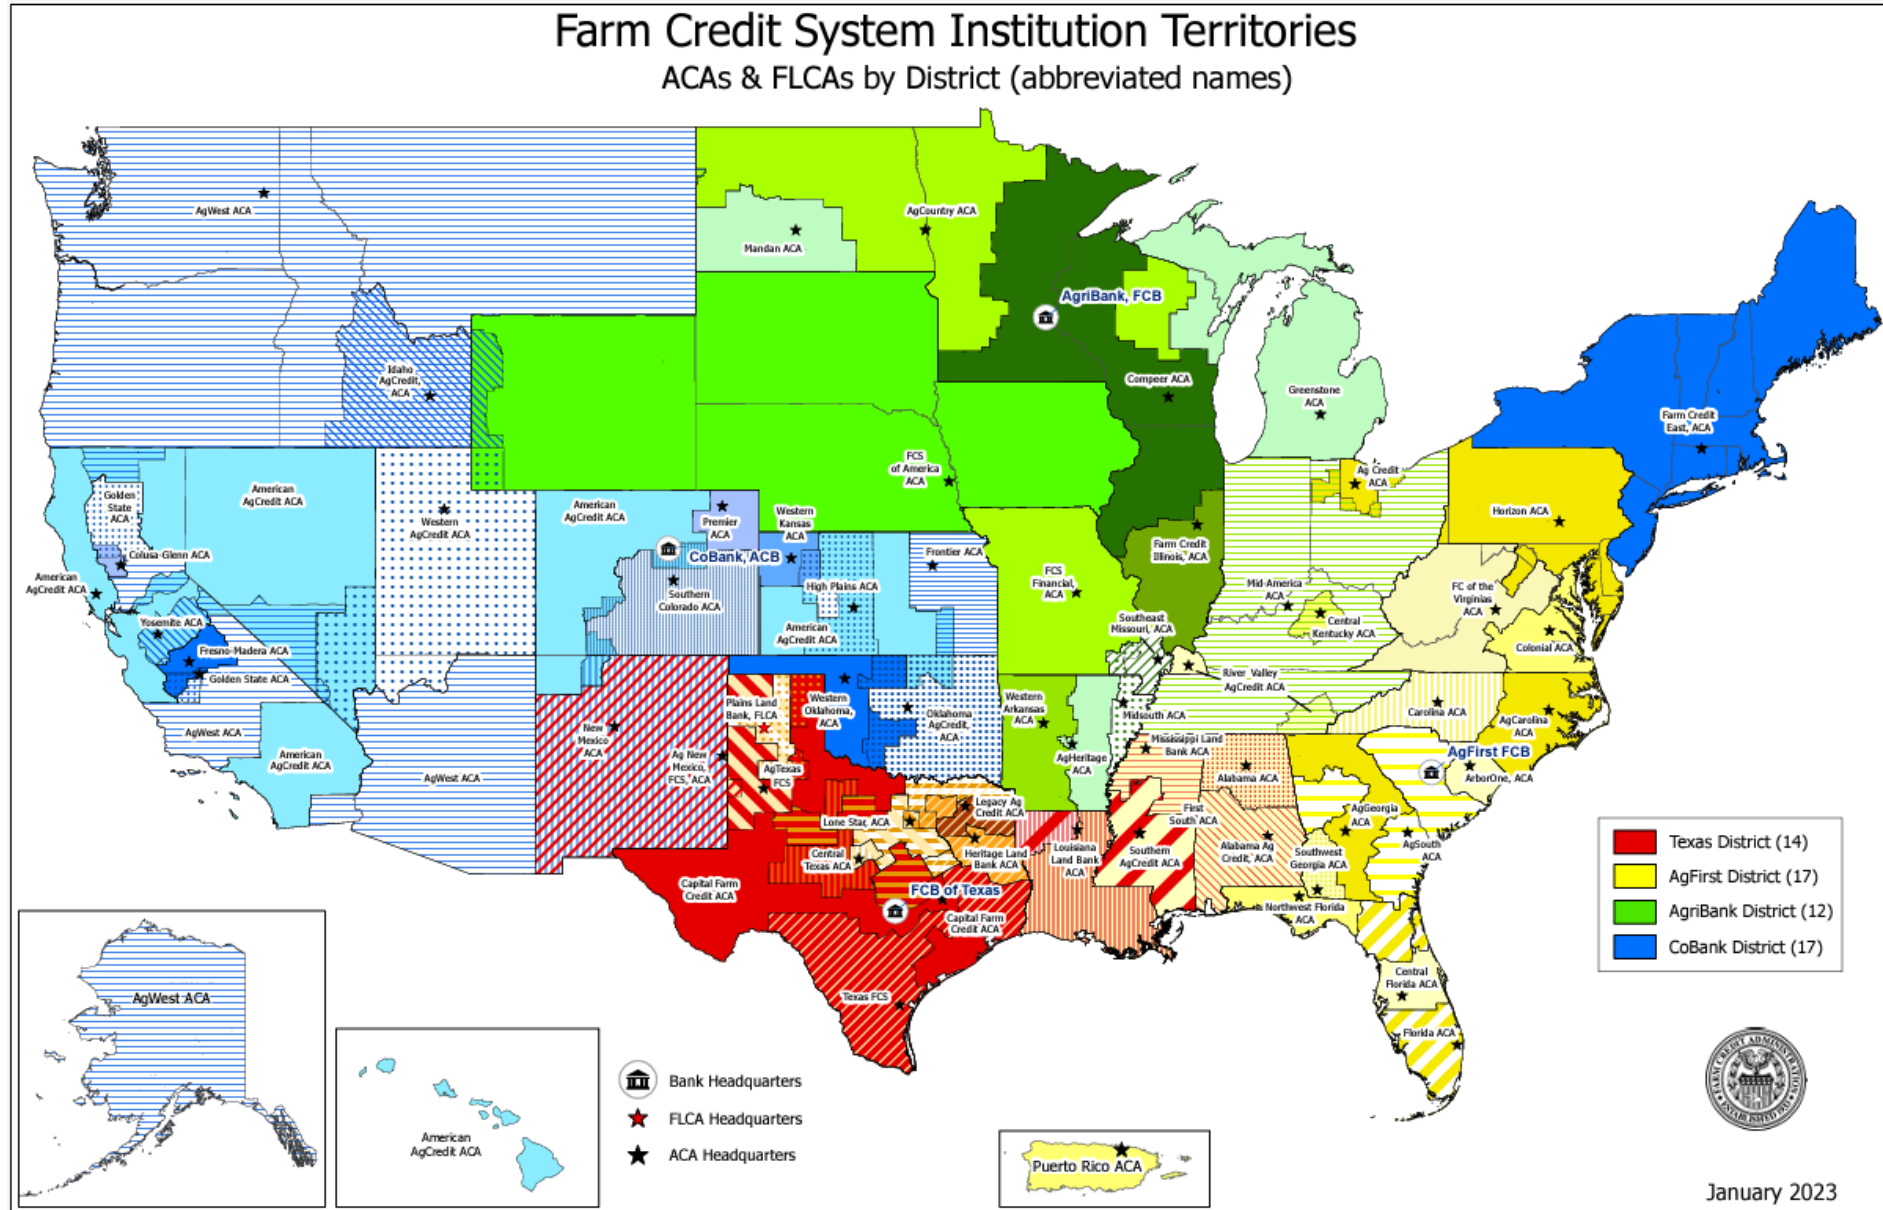 Farm Credit System Institution Territories
ACAs & FLCAs by District (abbreviated names)
AgWest ACA
Mandan ACA
AgCountry ACA
AgriBank, FCB
Idaho
AgCredit,
ACA
Compeer ACA
Greenstone
ACA
Farm Credit
East, ACA
FCS
of America
ACA
Golden
State
ACA
American
AgCredit ACA
Western
AgCredit ACA
American
AgCredit ACA
Premier
ACA
Western
Kansas
ACA
Ag Credit
ACA
Horizon ACA
Colusa-Glenn ACA
CoBank, ACB
Frontier ACA
Farm Credit
Illinois, ACA
American
AgCredit ACA
Southern
Colorado ACA
High Plains ACA
FCS
Financial,
ACA
Mid-America
ACA
FC of the
Virginias
ACA
Yosemite ACA
American
AgCredit ACA
Southeast
Missouri, ACA
Central
Kentucky ACA
Colonial ACA
Fresno-Madera ACA
Golden State ACA
River Valley
AgCredit ACA
Plains Land
Bank, FLCA
Western
Oklahoma,
ACA
Oklahoma
AgCredit,
ACA
Western
Arkansas
ACA
Midsouth ACA
Carolina ACA
AgCarolina
ACA
AgWest ACA
American
AgCredit ACA
AgWest ACA
New
Mexico
ACA
Ag New
Mexico,
FCS, ACA
AgTexas
FCS
AgHeritage
ACA
Mississippi Land
Bank ACA
Alabama ACA
AgFirst FCB
ArborOne, ACA
Lone Star, ACA
Legacy Ag
Credit ACA
First
South ACA
AgGeorgia
ACA
Central
Texas ACA
Heritage Land
Bank ACA
Louisiana
Land Bank
ACA
Southern
AgCredit ACA
Alabama Ag
Credit, ACA
Southwest
Georgia ACA
AgSouth
ACA
Capital Farm
Credit ACA
FCB of Texas
Capital Farm
Credit ACA
Northwest Florida
ACA
Texas FCS
Central
Florida ACA
Florida ACA
Texas District (14)
AgFirst District (17)
AgriBank District (12)
CoBank District (17)
AgWest ACA
American
AgCredit ACA
Bank Headquarters
FLCA Headquarters
ACA Headquarters
Puerto Rico ACA
FARM CREDIT ADMINISTRATION
ESTABLISHED 1933
January 2023